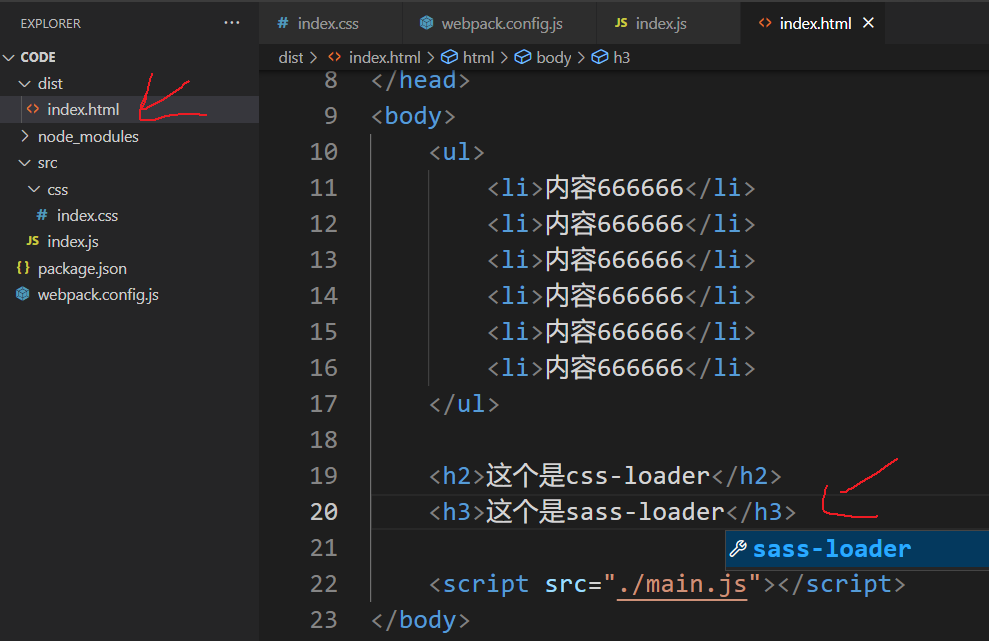 EXPLORER ···
CODE
dist
index.html
node_modules
src
css
# index.css
JS index.js
{} package.json
webpack.config.js
# index.css webpack.config.js JS index.js <> index.html ×
dist > <> index.html > html > body > h3
8 </head>
9 <body>
10 <ul>
11 <li>内容666666</li>
12 <li>内容666666</li>
13 <li>内容666666</li>
14 <li>内容666666</li>
15 <li>内容666666</li>
16 <li>内容666666</li>
17 </ul>
18
19 <h2>这个是css-loader</h2>
20 <h3>这个是sass-loader</h3>
21 sass-loader
22 <script src="./main.js"></script>
23 </body>